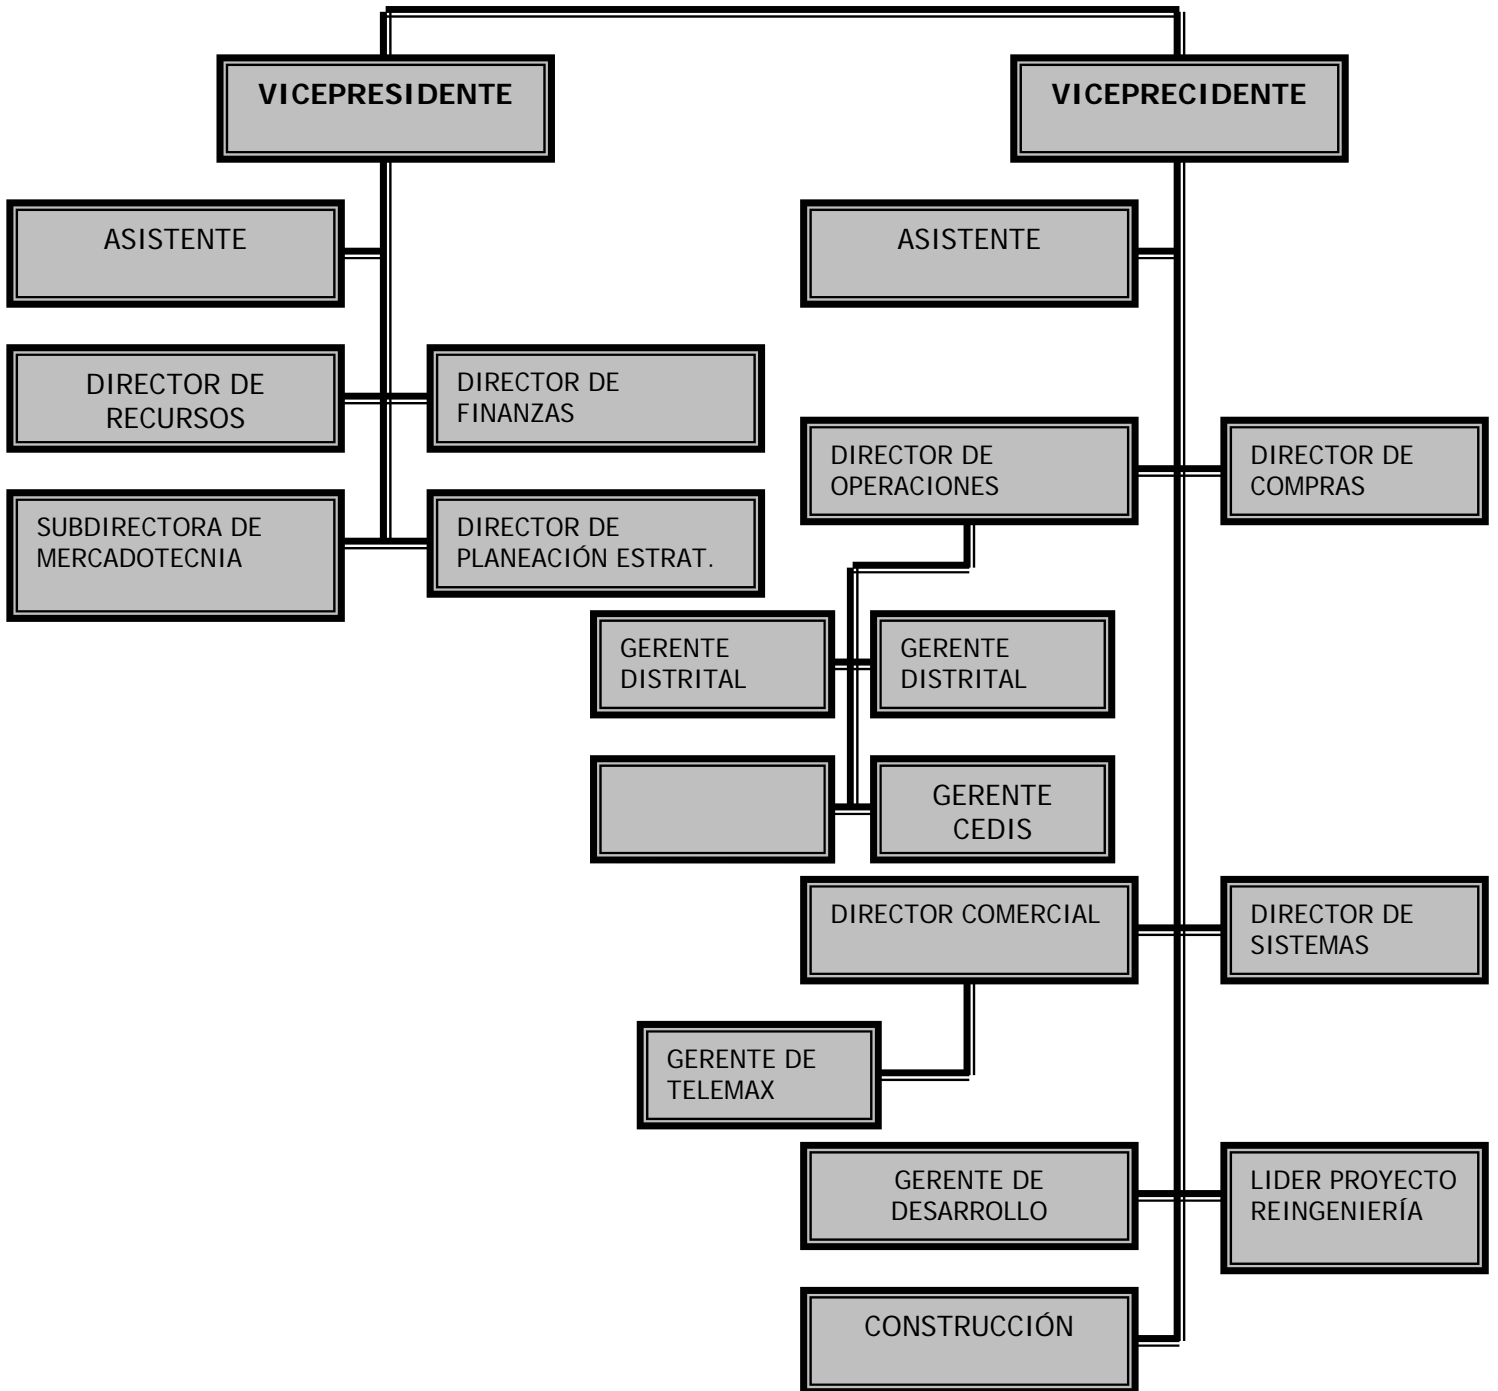 VICEPRESIDENTE
VICEPRECIDENTE
ASISTENTE
ASISTENTE
DIRECTOR DE
RECURSOS
DIRECTOR DE
FINANZAS
DIRECTOR DE
OPERACIONES
DIRECTOR DE
COMPRAS
SUBDIRECTORA DE
MERCADOTECNIA
DIRECTOR DE
PLANEACIÓN ESTRAT.
GERENTE
DISTRITAL
GERENTE
DISTRITAL
GERENTE
CEDIS
DIRECTOR COMERCIAL
DIRECTOR DE
SISTEMAS
GERENTE DE
TELEMAX
GERENTE DE
DESARROLLO
LIDER PROYECTO
REINGENIERÍA
CONSTRUCCIÓN